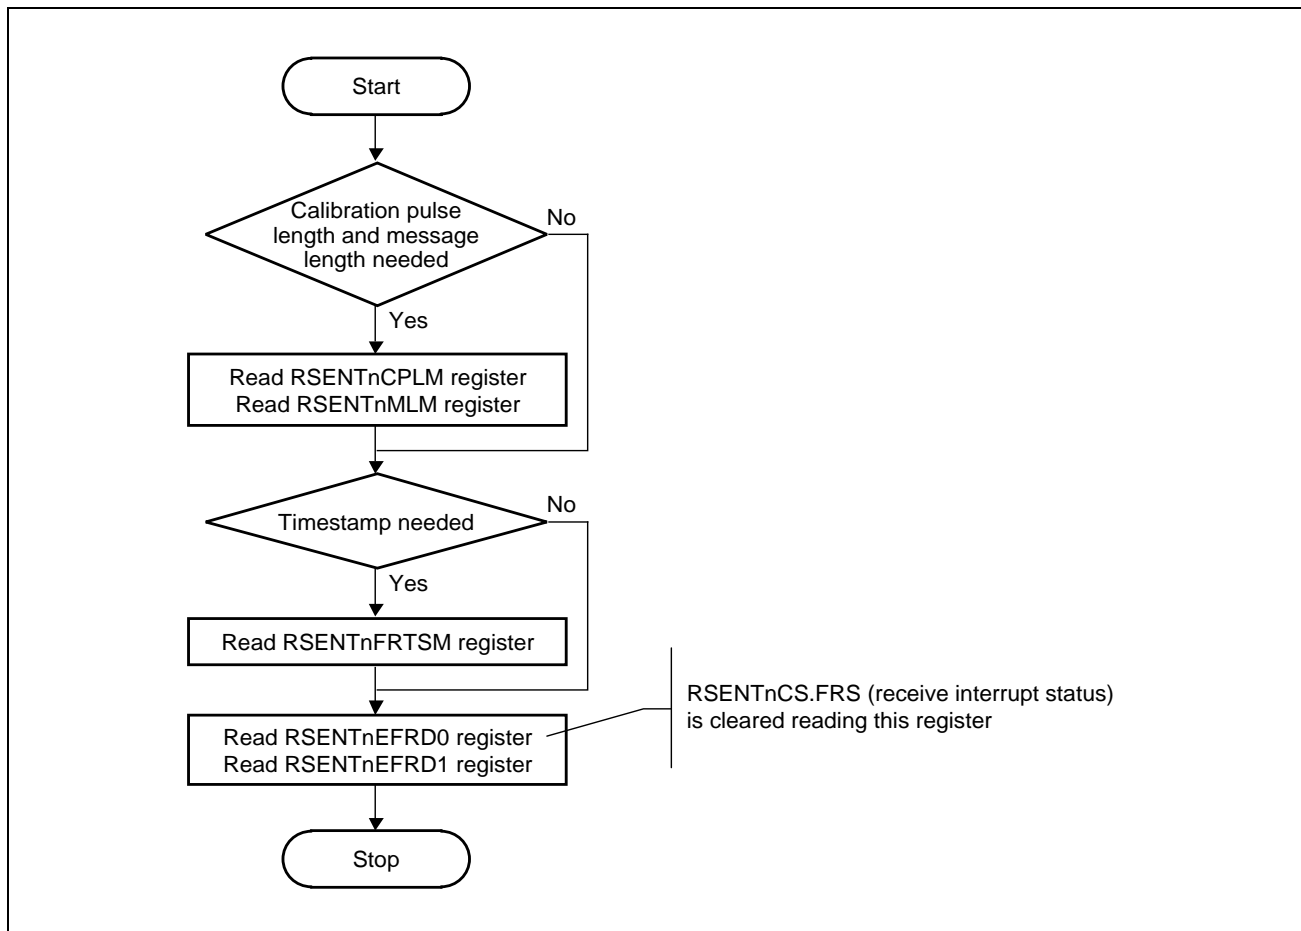 Start
Calibration pulse
length and message
length needed
No
Yes
Read RSENTnCPLM register
Read RSENTnMLM register
Timestamp needed
No
Yes
Read RSENTnFRTSM register
Read RSENTnEFRD0 register
Read RSENTnEFRD1 register
RSENTnCS.FRS (receive interrupt status)
is cleared reading this register
Stop